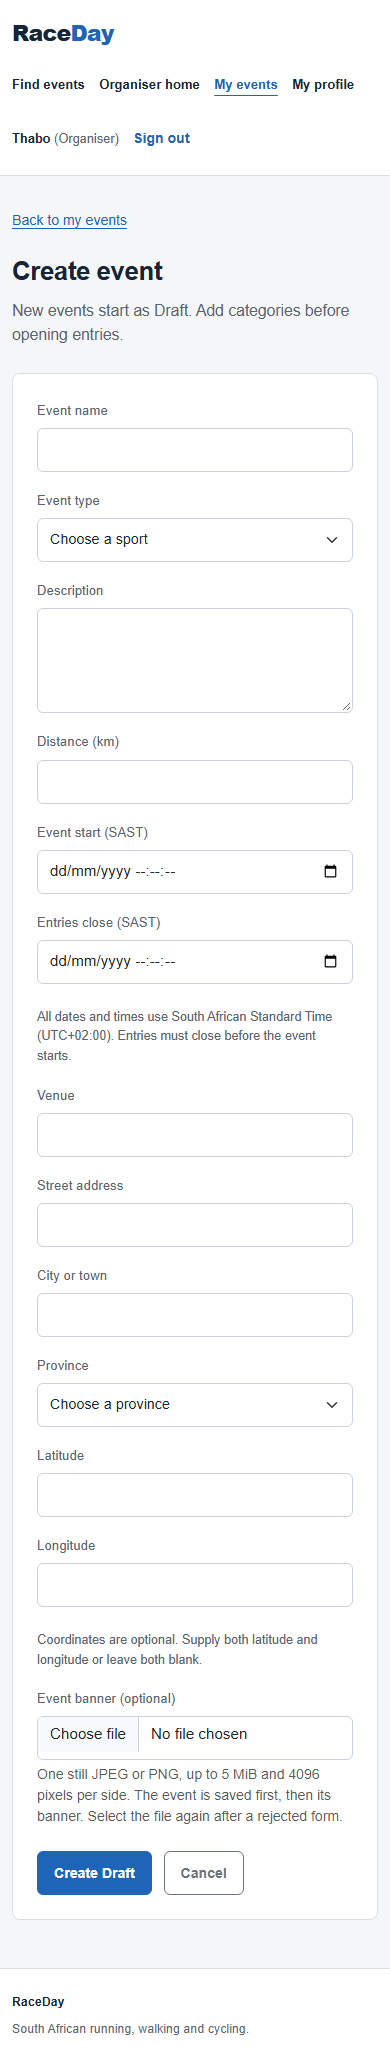 RaceDay
Find events Organiser home My events My profile
Thabo (Organiser) Sign out
Back to my events
Create event
New events start as Draft. Add categories before
opening entries.
Event name
Event type
Choose a sport
Description
Distance (km)
Event start (SAST)
dd/mm/yyyy --:--:--
Entries close (SAST)
dd/mm/yyyy --:--:--
All dates and times use South African Standard Time
(UTC+02:00). Entries must close before the event
starts.
Venue
Street address
City or town
Province
Choose a province
Latitude
Longitude
Coordinates are optional. Supply both latitude and
longitude or leave both blank.
Event banner (optional)
Choose file No file chosen
One still JPEG or PNG, up to 5 MiB and 4096
pixels per side. The event is saved first, then its
banner. Select the file again after a rejected form.
Create Draft Cancel
RaceDay
South African running, walking and cycling.